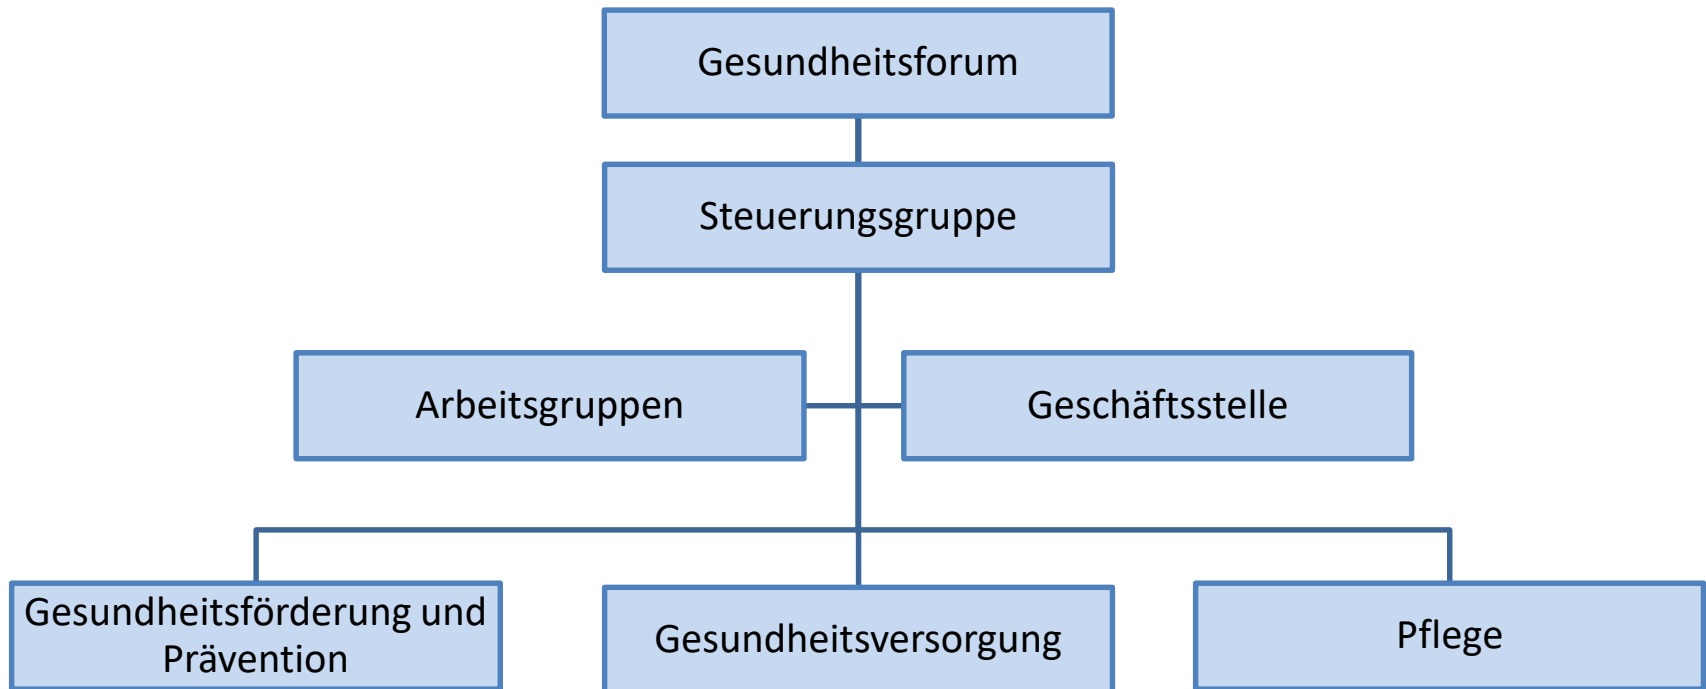 Gesundheitsforum
Steuerungsgruppe
Arbeitsgruppen
Geschäftsstelle
Gesundheitsförderung und
Prävention
Gesundheitsversorgung
Pflege